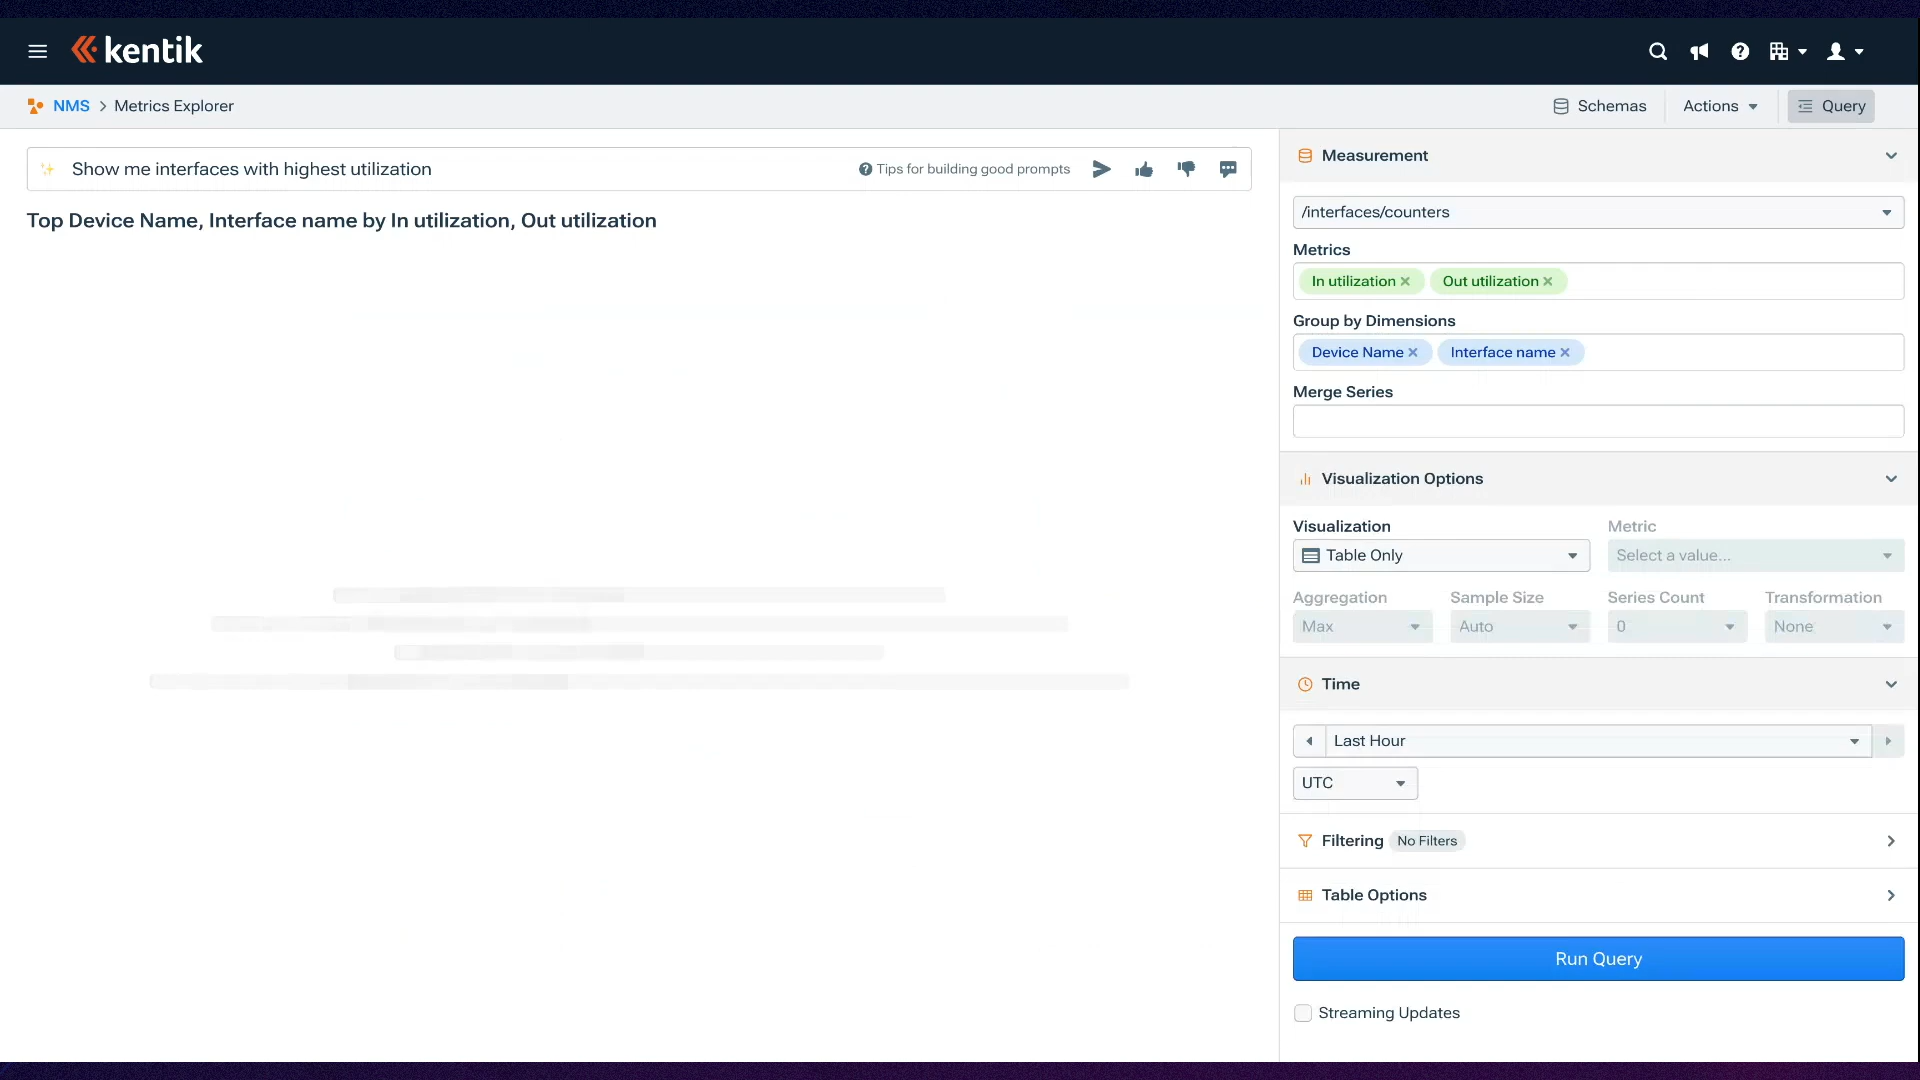 kentik
NMS > Metrics Explorer
Schemas
Actions
Query
Show me interfaces with highest utilization
Tips for building good prompts
Top Device Name, Interface name by In utilization, Out utilization
Measurement
/interfaces/counters
Metrics
In utilization
Out utilization
Group by Dimensions
Device Name
Interface name
Merge Series
Visualization Options
Visualization
Metric
Table Only
Select a value...
Aggregation
Sample Size
Series Count
Transformation
Max
Auto
0
None
Time
Last Hour
UTC
Filtering
No Filters
Table Options
Run Query
Streaming Updates